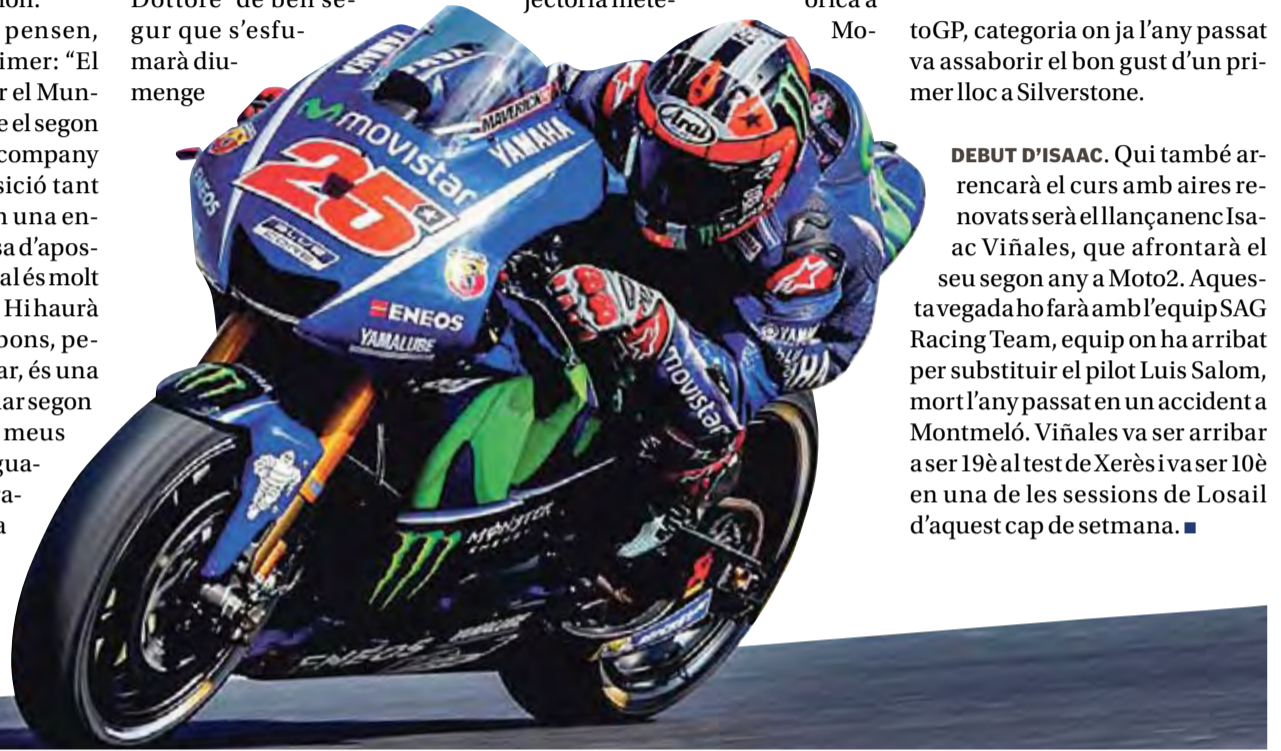 pensen,
imer: “El
r el Mun-
e el segon
company
sició tant
n una en-
sa d’apos-
al és molt
Hi haurà
bons, pe-
ar, és una
lar segon
meus
gua-
ra-
a
Dottore” de ben se-
gur que s’esfu-
marà diu-
menge
jectòria mete-
òrica a
Mo-
toGP, categoria on ja l’any passat
va assaborir el bon gust d’un pri-
mer lloc a Silverstone.
DEBUT D’ISAAC. Qui també ar-
rencarà el curs amb aires re-
novats serà el llançanenc Isa-
ac Viñales, que afrontarà el
seu segon any a Moto2. Aques-
ta vegada ho farà amb l’equip SAG
Racing Team, equip on ha arribat
per substituir el pilot Luis Salom,
mort l’any passat en un accident a
Montmeló. Viñales va ser arribar
a ser 19è al test de Xerès i va ser 10è
en una de les sessions de Losail
d’aquest cap de setmana.
YAMAHA
MAVERICK
movistar
YAMAHA
25
Arai
ENEOS
ENEOS
YAMALUBE
movistar
MONSTER
ENERGY
ENEOS